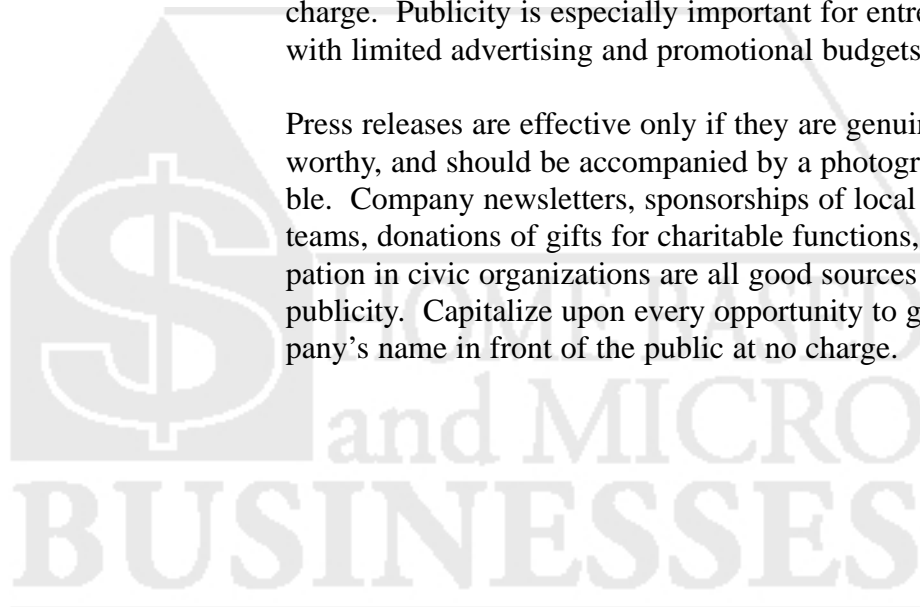 charge.  Publicity is especially important for entre
with limited advertising and promotional budgets
Press releases are effective only if they are genuin
worthy, and should be accompanied by a photogr
ble.  Company newsletters, sponsorships of local
teams, donations of gifts for charitable functions,
pation in civic organizations are all good sources
publicity.  Capitalize upon every opportunity to g
pany’s name in front of the public at no charge.
$
HOME BASED
and MICRO
BUSINESSES